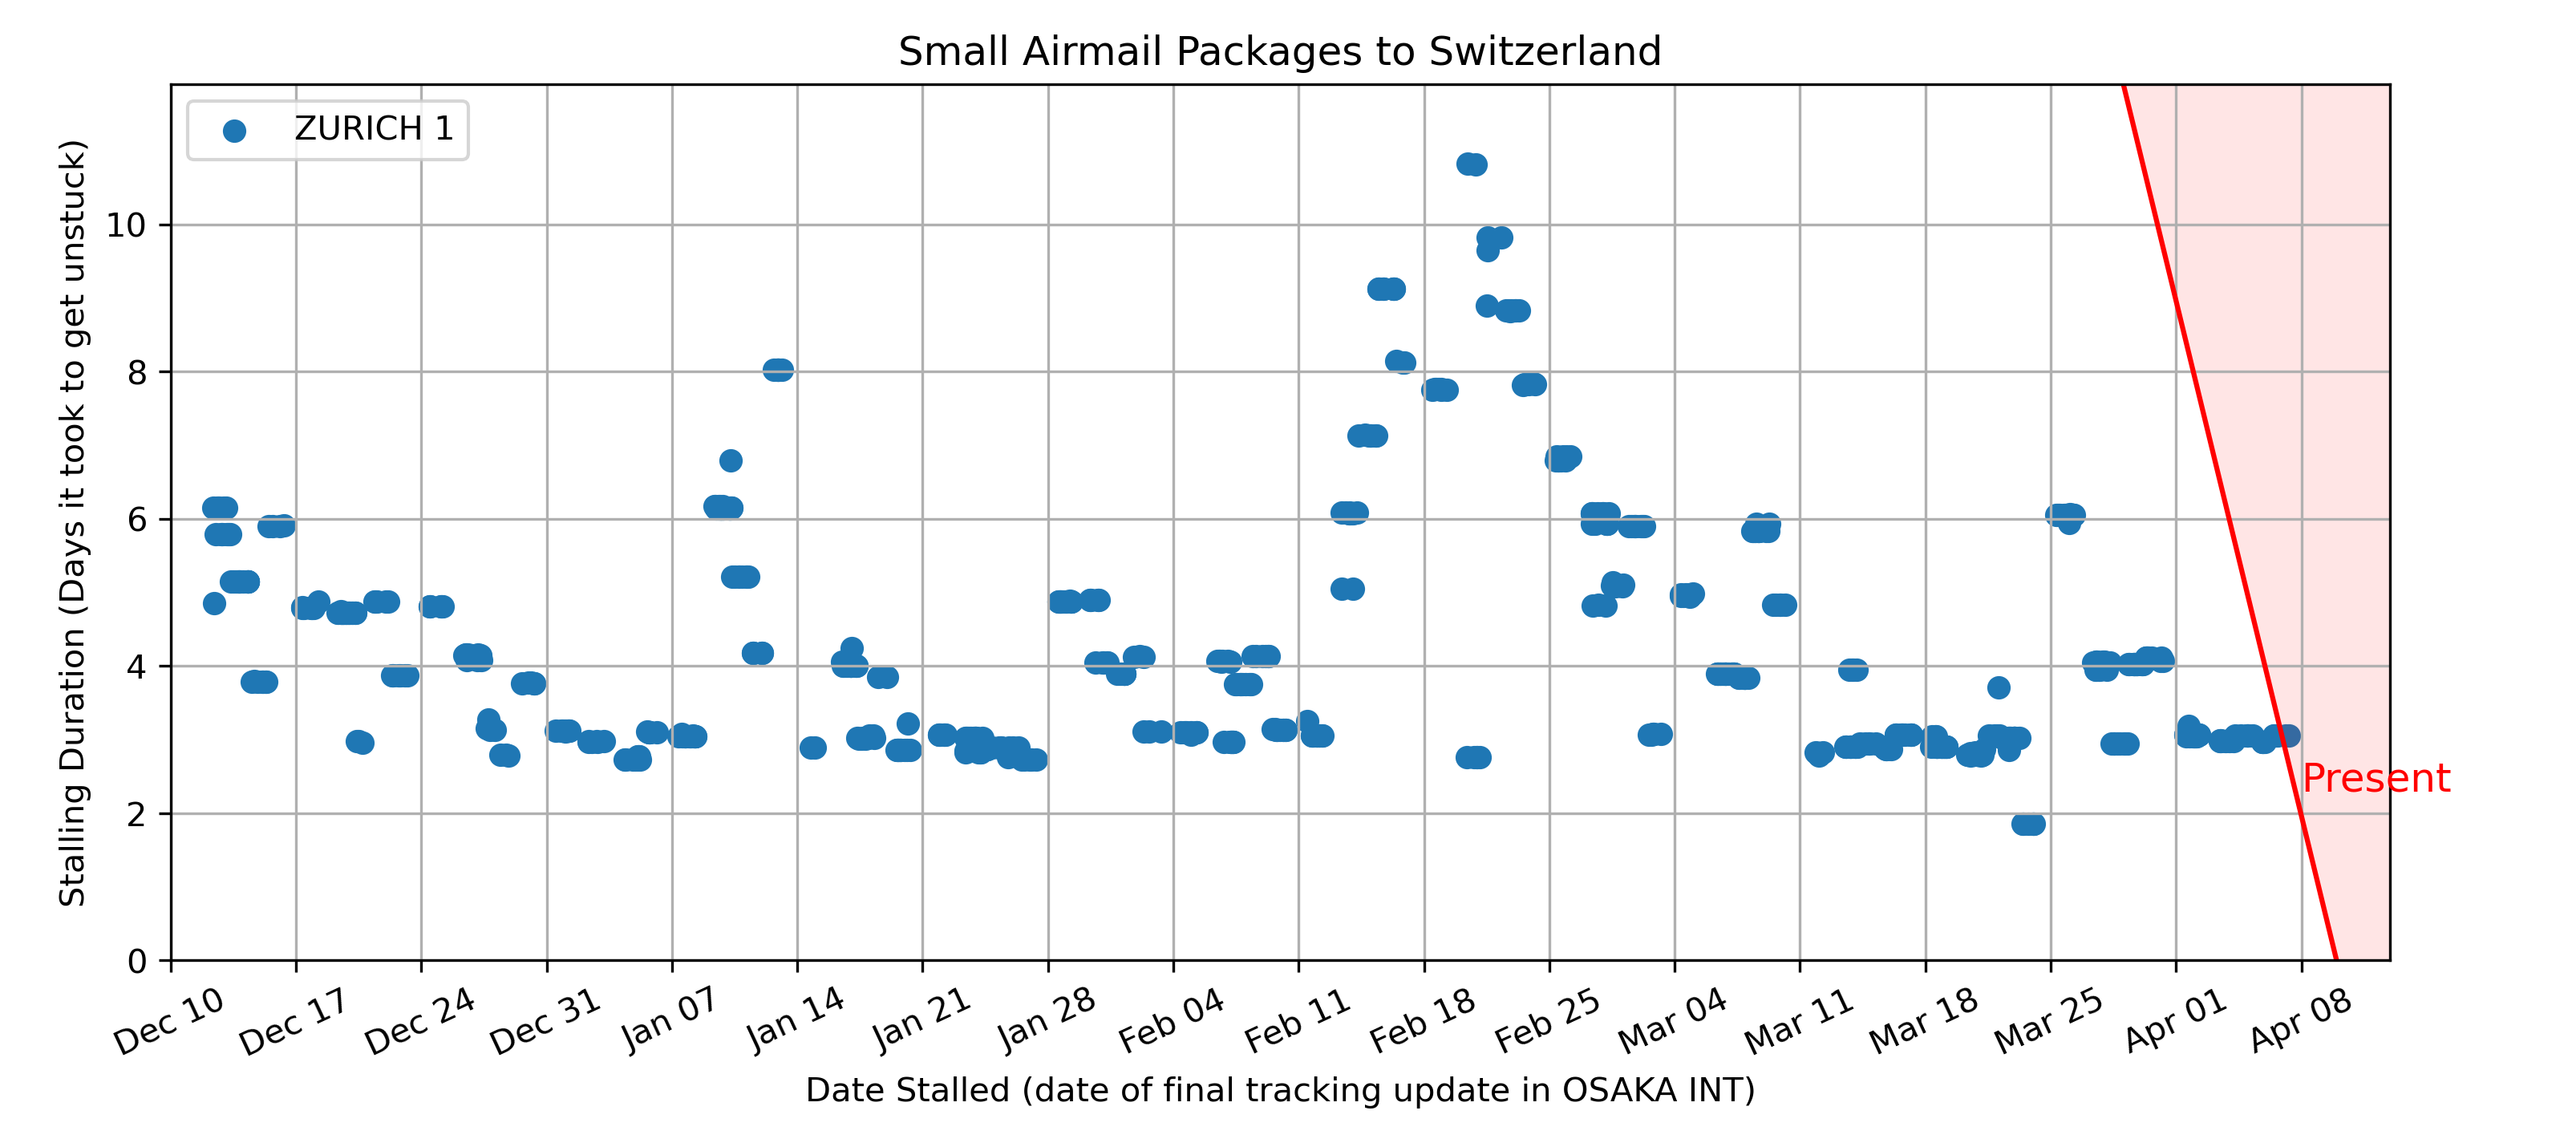 Small Airmail Packages to Switzerland
ZURICH 1
Stalling Duration (Days it took to get unstuck)
10
8
6
4
2
0
Present
Dec 10
Dec 17
Dec 24
Dec 31
Jan 07
Jan 14
Jan 21
Jan 28
Feb 04
Feb 11
Feb 18
Feb 25
Mar 04
Mar 11
Mar 18
Mar 25
Apr 01
Apr 08
Date Stalled (date of final tracking update in OSAKA INT)